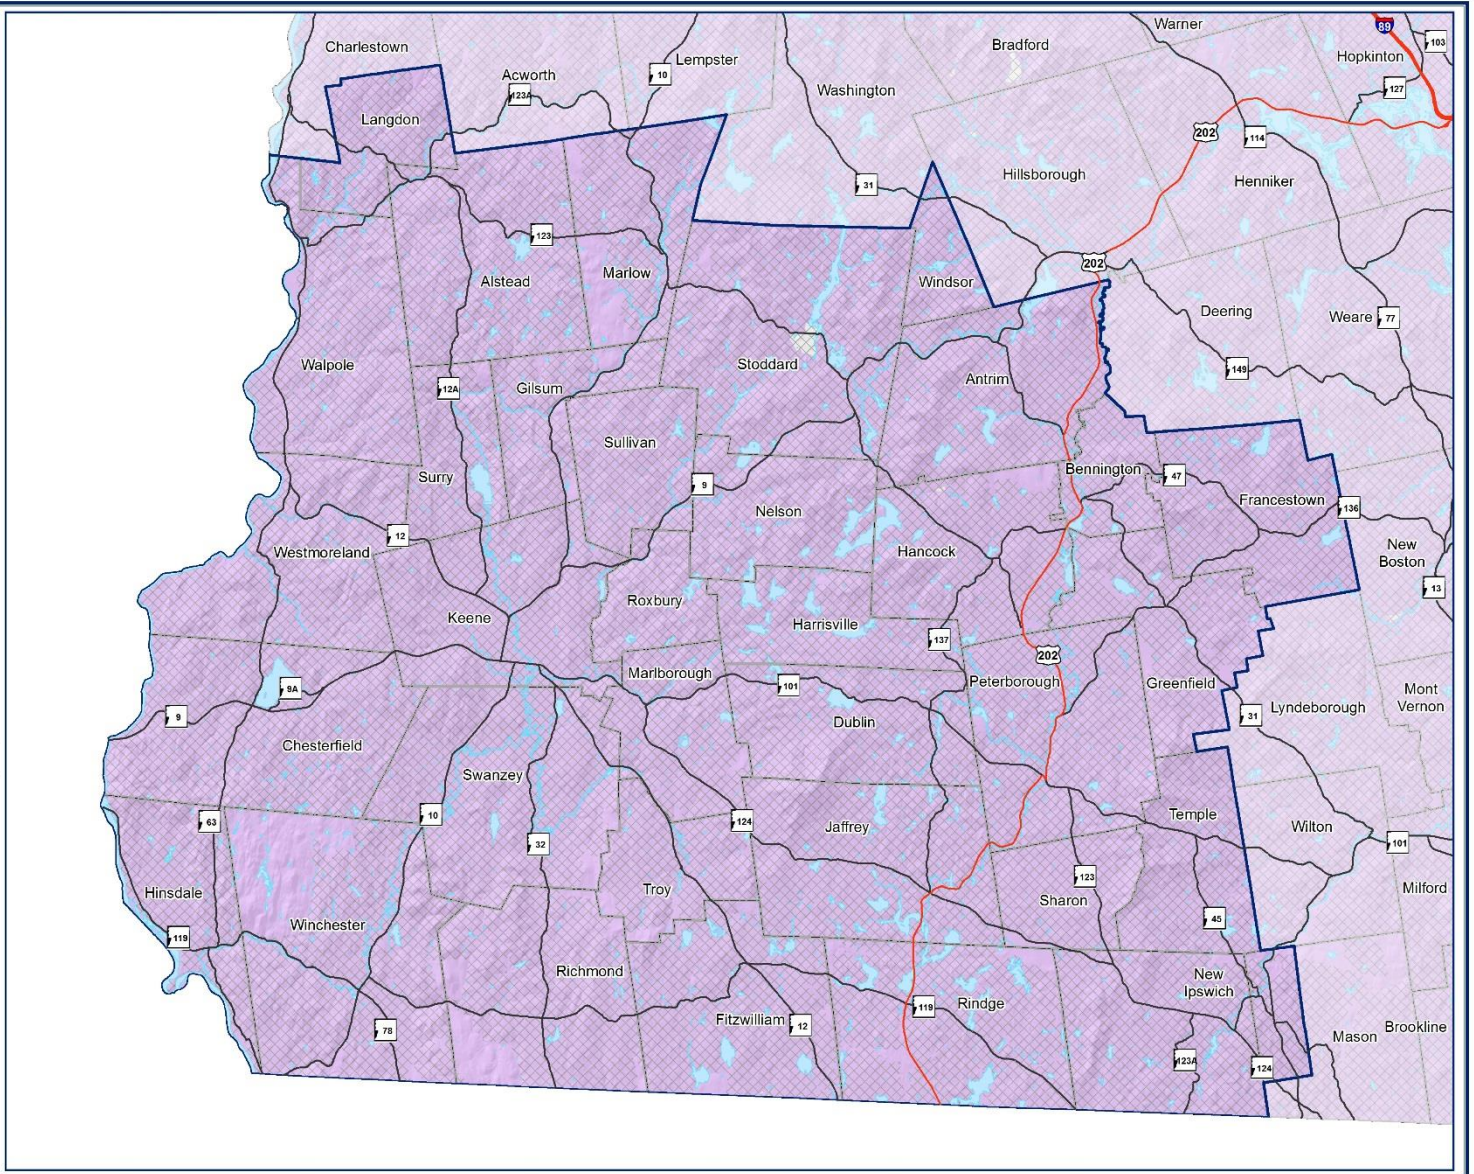 Warner
Bradford
89
103
Charlestown
Hopkinton
Lempster
10
Acworth
123A
Washington
127
Langdon
202
114
Hillsborough
Henniker
31
123
Alstead
Marlow
Windsor
202
Deering
Weare
77
Walpole
Stoddard
149
12A
Gilsum
Antrim
Sullivan
Surry
9
Bennington
47
Francestown
136
Nelson
12
Westmoreland
Hancock
New
Boston
13
Keene
Roxbury
Harrisville
137
202
Marlborough
Peterborough
Greenfield
9A
101
Mont
Vernon
9
Dublin
31
Lyndeborough
Chesterfield
Swanzey
63
10
124
Jaffrey
Temple
Wilton
32
101
123
Hinsdale
Troy
Sharon
Milford
Winchester
45
119
Richmond
New
Ipswich
119
Rindge
78
Fitzwilliam
12
Mason
Brookline
123A
124